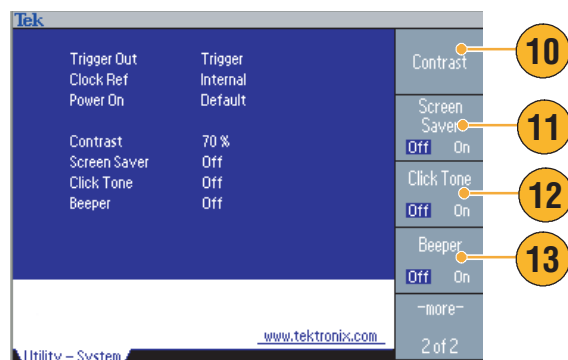 Tek
Trigger Out Trigger
Clock Ref Internal
Power On Default
Contrast 70 %
Screen Saver Off
Click Tone Off
Beeper Off
www.tektronix.com
Utility – System
Contrast
Screen
Saver
Off On
Click Tone
Off On
Beeper
Off On
-more-
2 of 2
10
11
12
13